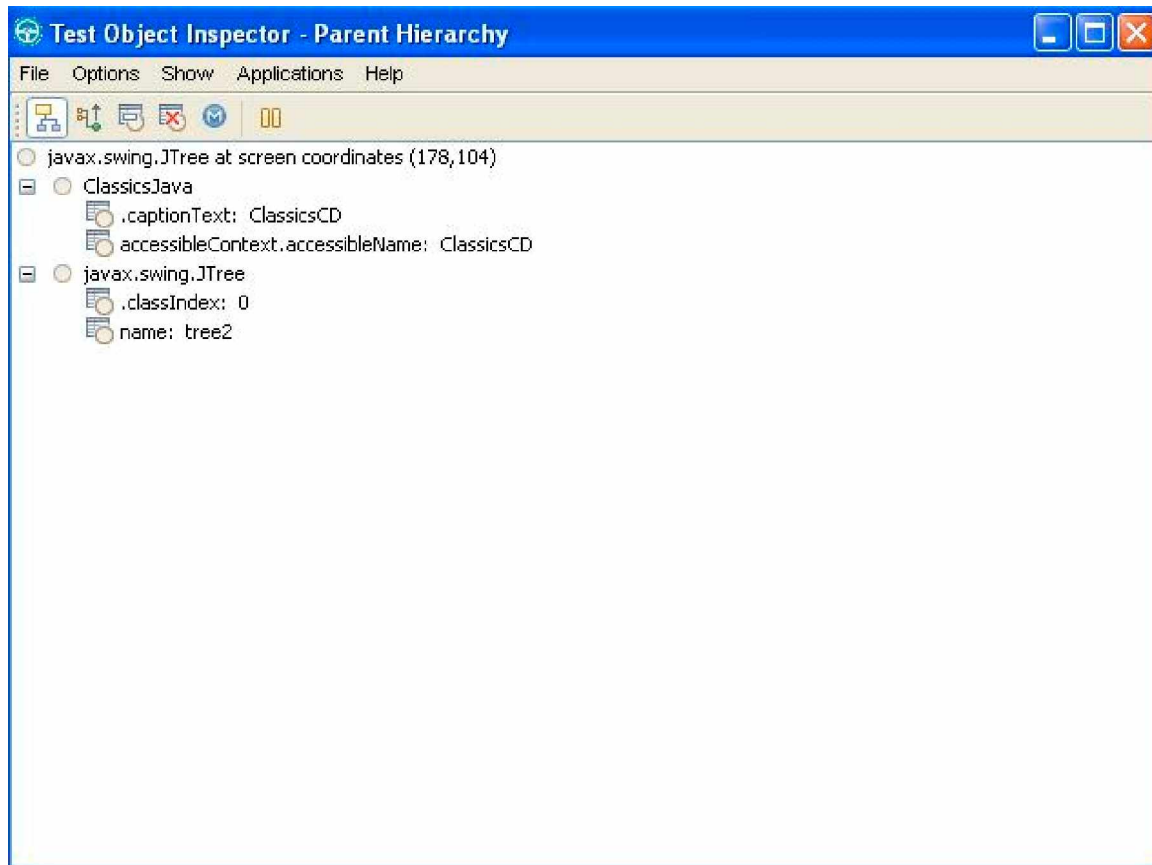 Test Object Inspector - Parent Hierarchy
File Options Show Applications Help
javax.swing.JTree at screen coordinates (178,104)
ClassicsJava
.captionText: ClassicsCD
accessibleContext.accessibleName: ClassicsCD
javax.swing.JTree
.classIndex: 0
name: tree2